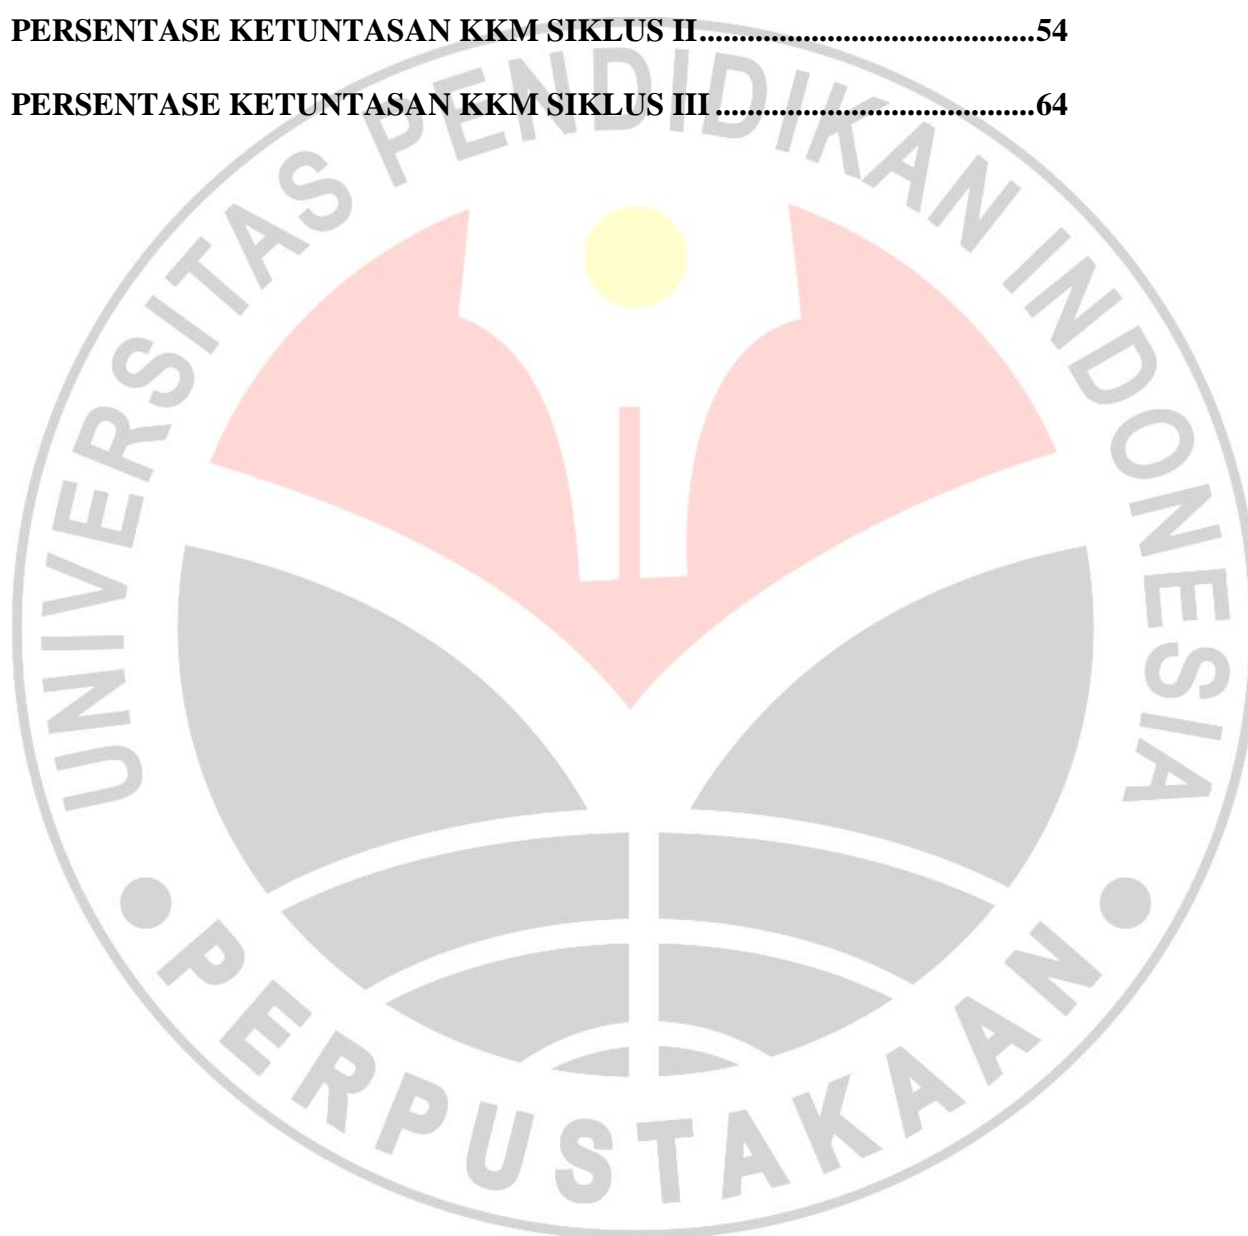 PERSENTASE KETUNTASAN KKM SIKLUS II........................................54
PERSENTASE KETUNTASAN KKM SIKLUS III......................................64
UNIVERSITAS PENDIDIKAN INDONESIA
PERPUSTAKAAN